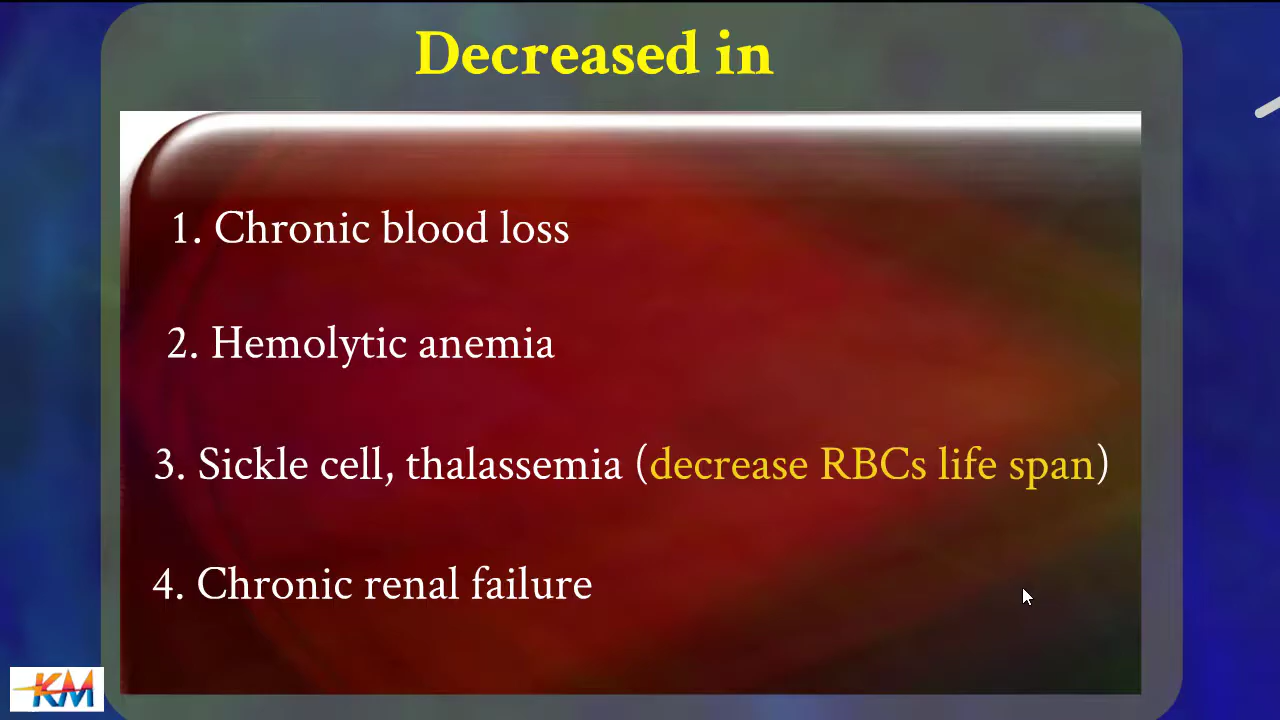 Decreased in
1. Chronic blood loss
2. Hemolytic anemia
3. Sickle cell, thalassemia (decrease RBCs life span)
4. Chronic renal failure
KM